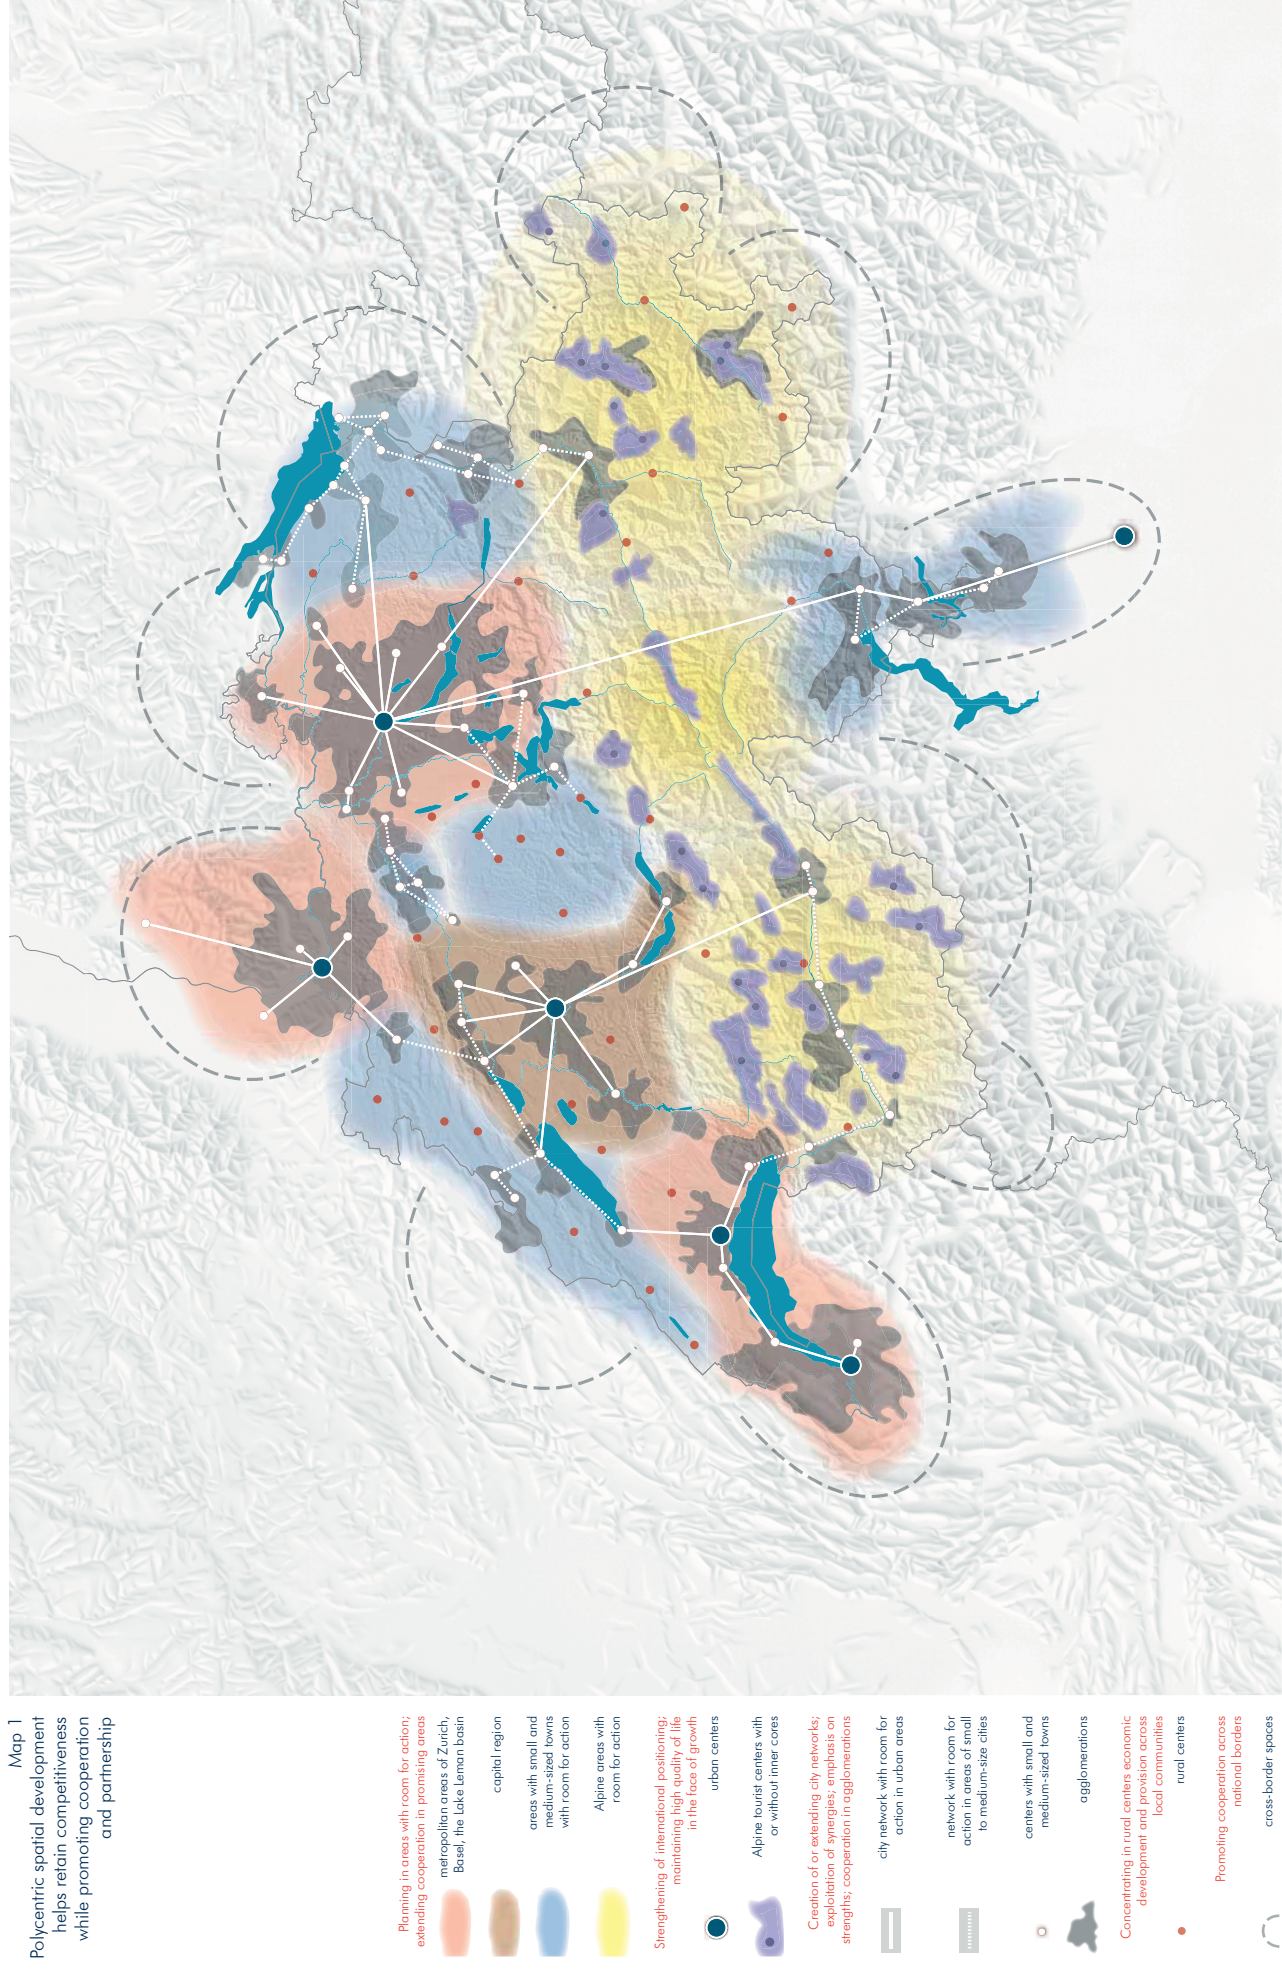 Map 1
Polycentric spatial development
helps retain competitiveness
while promoting cooperation
and partnership
Planning in areas with room for action;
extending cooperation in promising areas
metropolitan areas of Zurich,
Basel, the Lake Leman basin
capital region
areas with small and
medium-sized towns
with room for action
Alpine areas with
room for action
Strengthening of international positioning;
maintaining high quality of life
in the face of growth
urban centers
Alpine tourist centers with
or without inner cores
Creation of or extending city networks;
exploitation of synergies; emphasis on
strengths; cooperation in agglomerations
city network with room for
action in urban areas
network with room for
action in areas of small
to medium-size cities
centers with small and
medium-sized towns
agglomerations
Concentrating in rural centers economic
development and provision across
local communities
rural centers
Promoting cooperation across
national borders
cross-border spaces